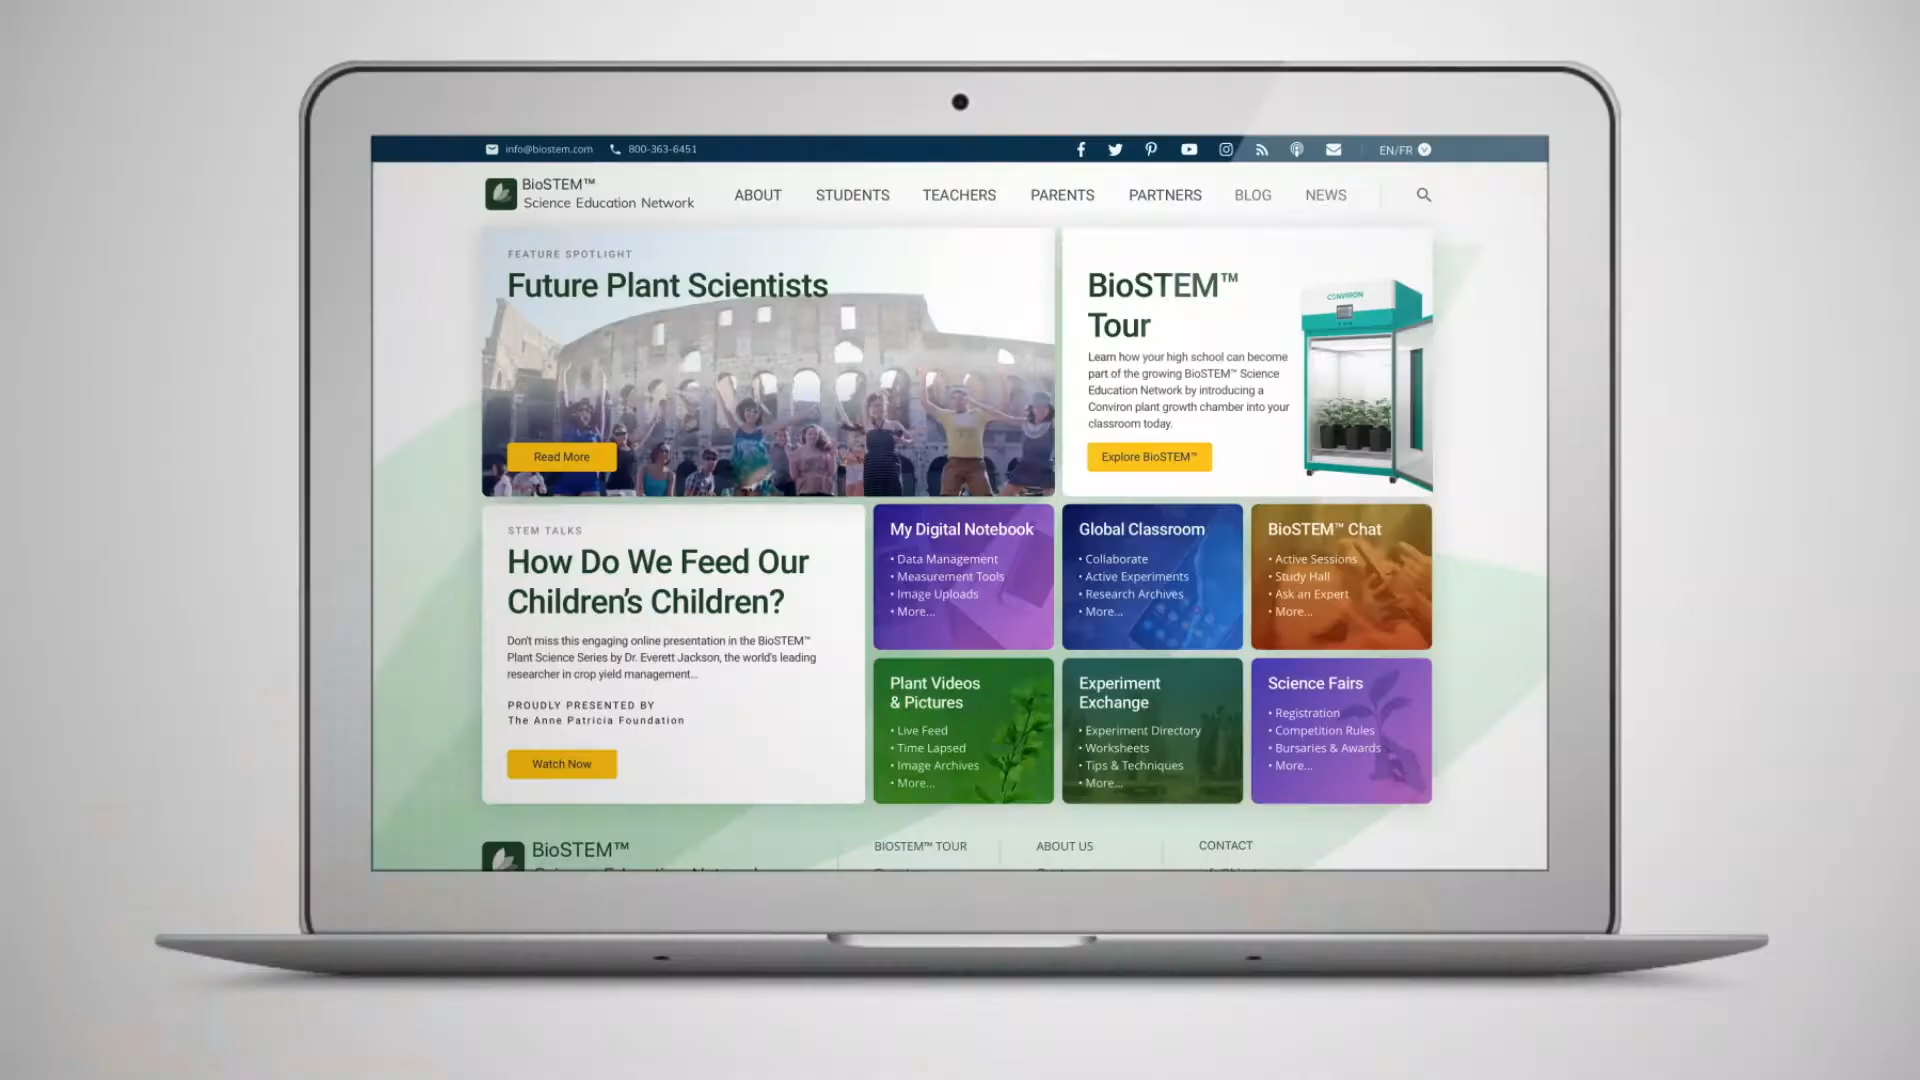 info@biostem.com 800-363-6451 EN/FR
BioSTEM™
Science Education Network
ABOUT STUDENTS TEACHERS PARENTS PARTNERS BLOG NEWS
FEATURE SPOTLIGHT
Future Plant Scientists
Read More
BioSTEM™
Tour
CONVIRON
Learn how your high school can become
part of the growing BioSTEM™ Science
Education Network by introducing a
Conviron plant growth chamber into your
classroom today.
Explore BioSTEM™
STEM TALKS
How Do We Feed Our
Children's Children?
Don't miss this engaging online presentation in the BioSTEM™
Plant Science Series by Dr. Everett Jackson, the world's leading
researcher in crop yield management...
PROUDLY PRESENTED BY
The Anne Patricia Foundation
Watch Now
My Digital Notebook
• Data Management
• Measurement Tools
• Image Uploads
• More...
Global Classroom
• Collaborate
• Active Experiments
• Research Archives
• More...
BioSTEM™ Chat
• Active Sessions
• Study Hall
• Ask an Expert
• More...
Plant Videos
& Pictures
• Live Feed
• Time Lapsed
• Image Archives
• More...
Experiment
Exchange
• Experiment Directory
• Worksheets
• Tips & Techniques
• More...
Science Fairs
• Registration
• Competition Rules
• Bursaries & Awards
• More...
BioSTEM™
BIOSTEM™ TOUR ABOUT US CONTACT